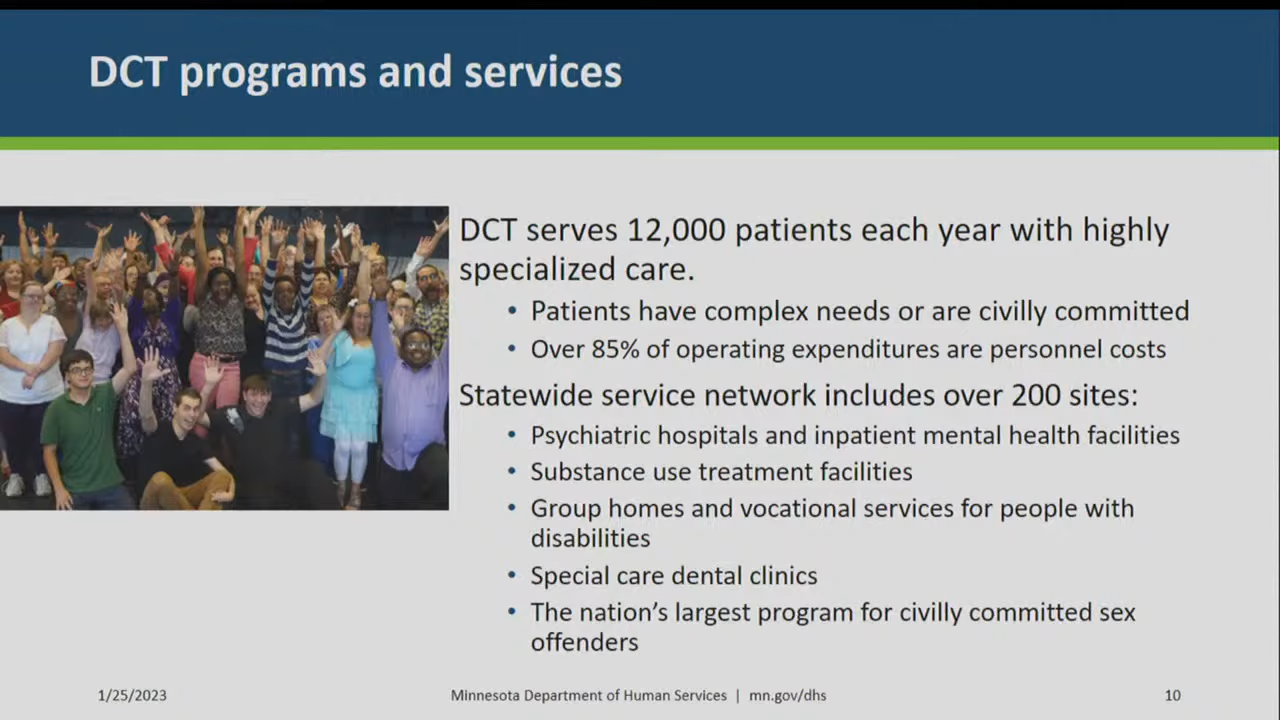 DCT programs and services
DCT serves 12,000 patients each year with highly
specialized care.
• Patients have complex needs or are civilly committed
• Over 85% of operating expenditures are personnel costs
Statewide service network includes over 200 sites:
• Psychiatric hospitals and inpatient mental health facilities
• Substance use treatment facilities
• Group homes and vocational services for people with
disabilities
• Special care dental clinics
• The nation’s largest program for civilly committed sex
offenders
1/25/2023
Minnesota Department of Human Services | mn.gov/dhs
10